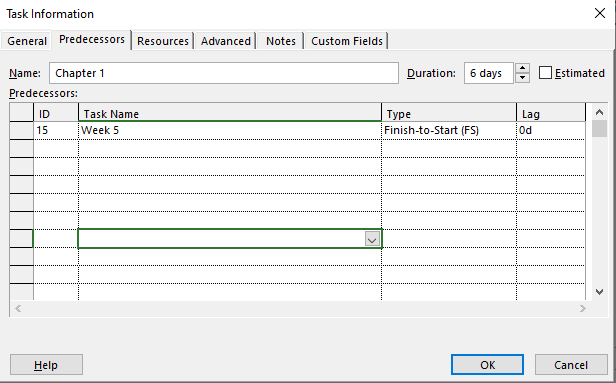 Task Information
General Predecessors Resources Advanced Notes Custom Fields
Name: Chapter 1 Duration: 6 days Estimated
Predecessors:
ID Task Name Type Lag
15 Week 5 Finish-to-Start (FS) 0d
Help OK Cancel